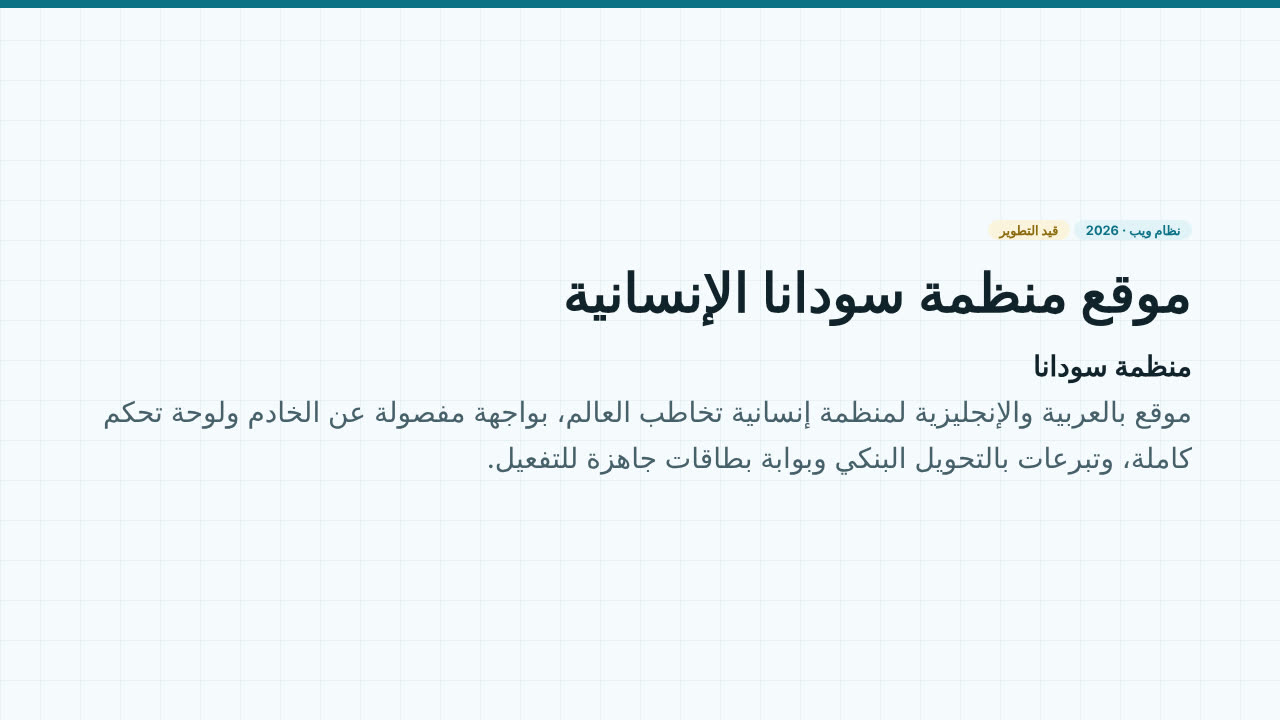 نظام ويب · 2026 قيد التطوير
موقع منظمة سودانا الإنسانية
منظمة سودانا
موقع بالعربية والإنجليزية لمنظمة إنسانية تخاطب العالم، بواجهة مفصولة عن الخادم ولوحة تحكم
كاملة، وتبرعات بالتحويل البنكي وبوابة بطاقات جاهزة للتفعيل.